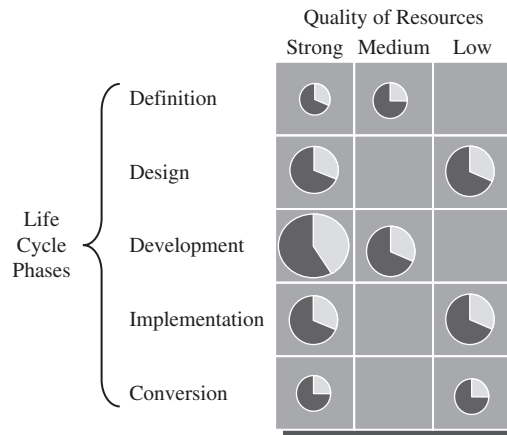 Quality of Resources
Strong Medium Low
Definition
Design
Life
Cycle
Phases
Development
Implementation
Conversion